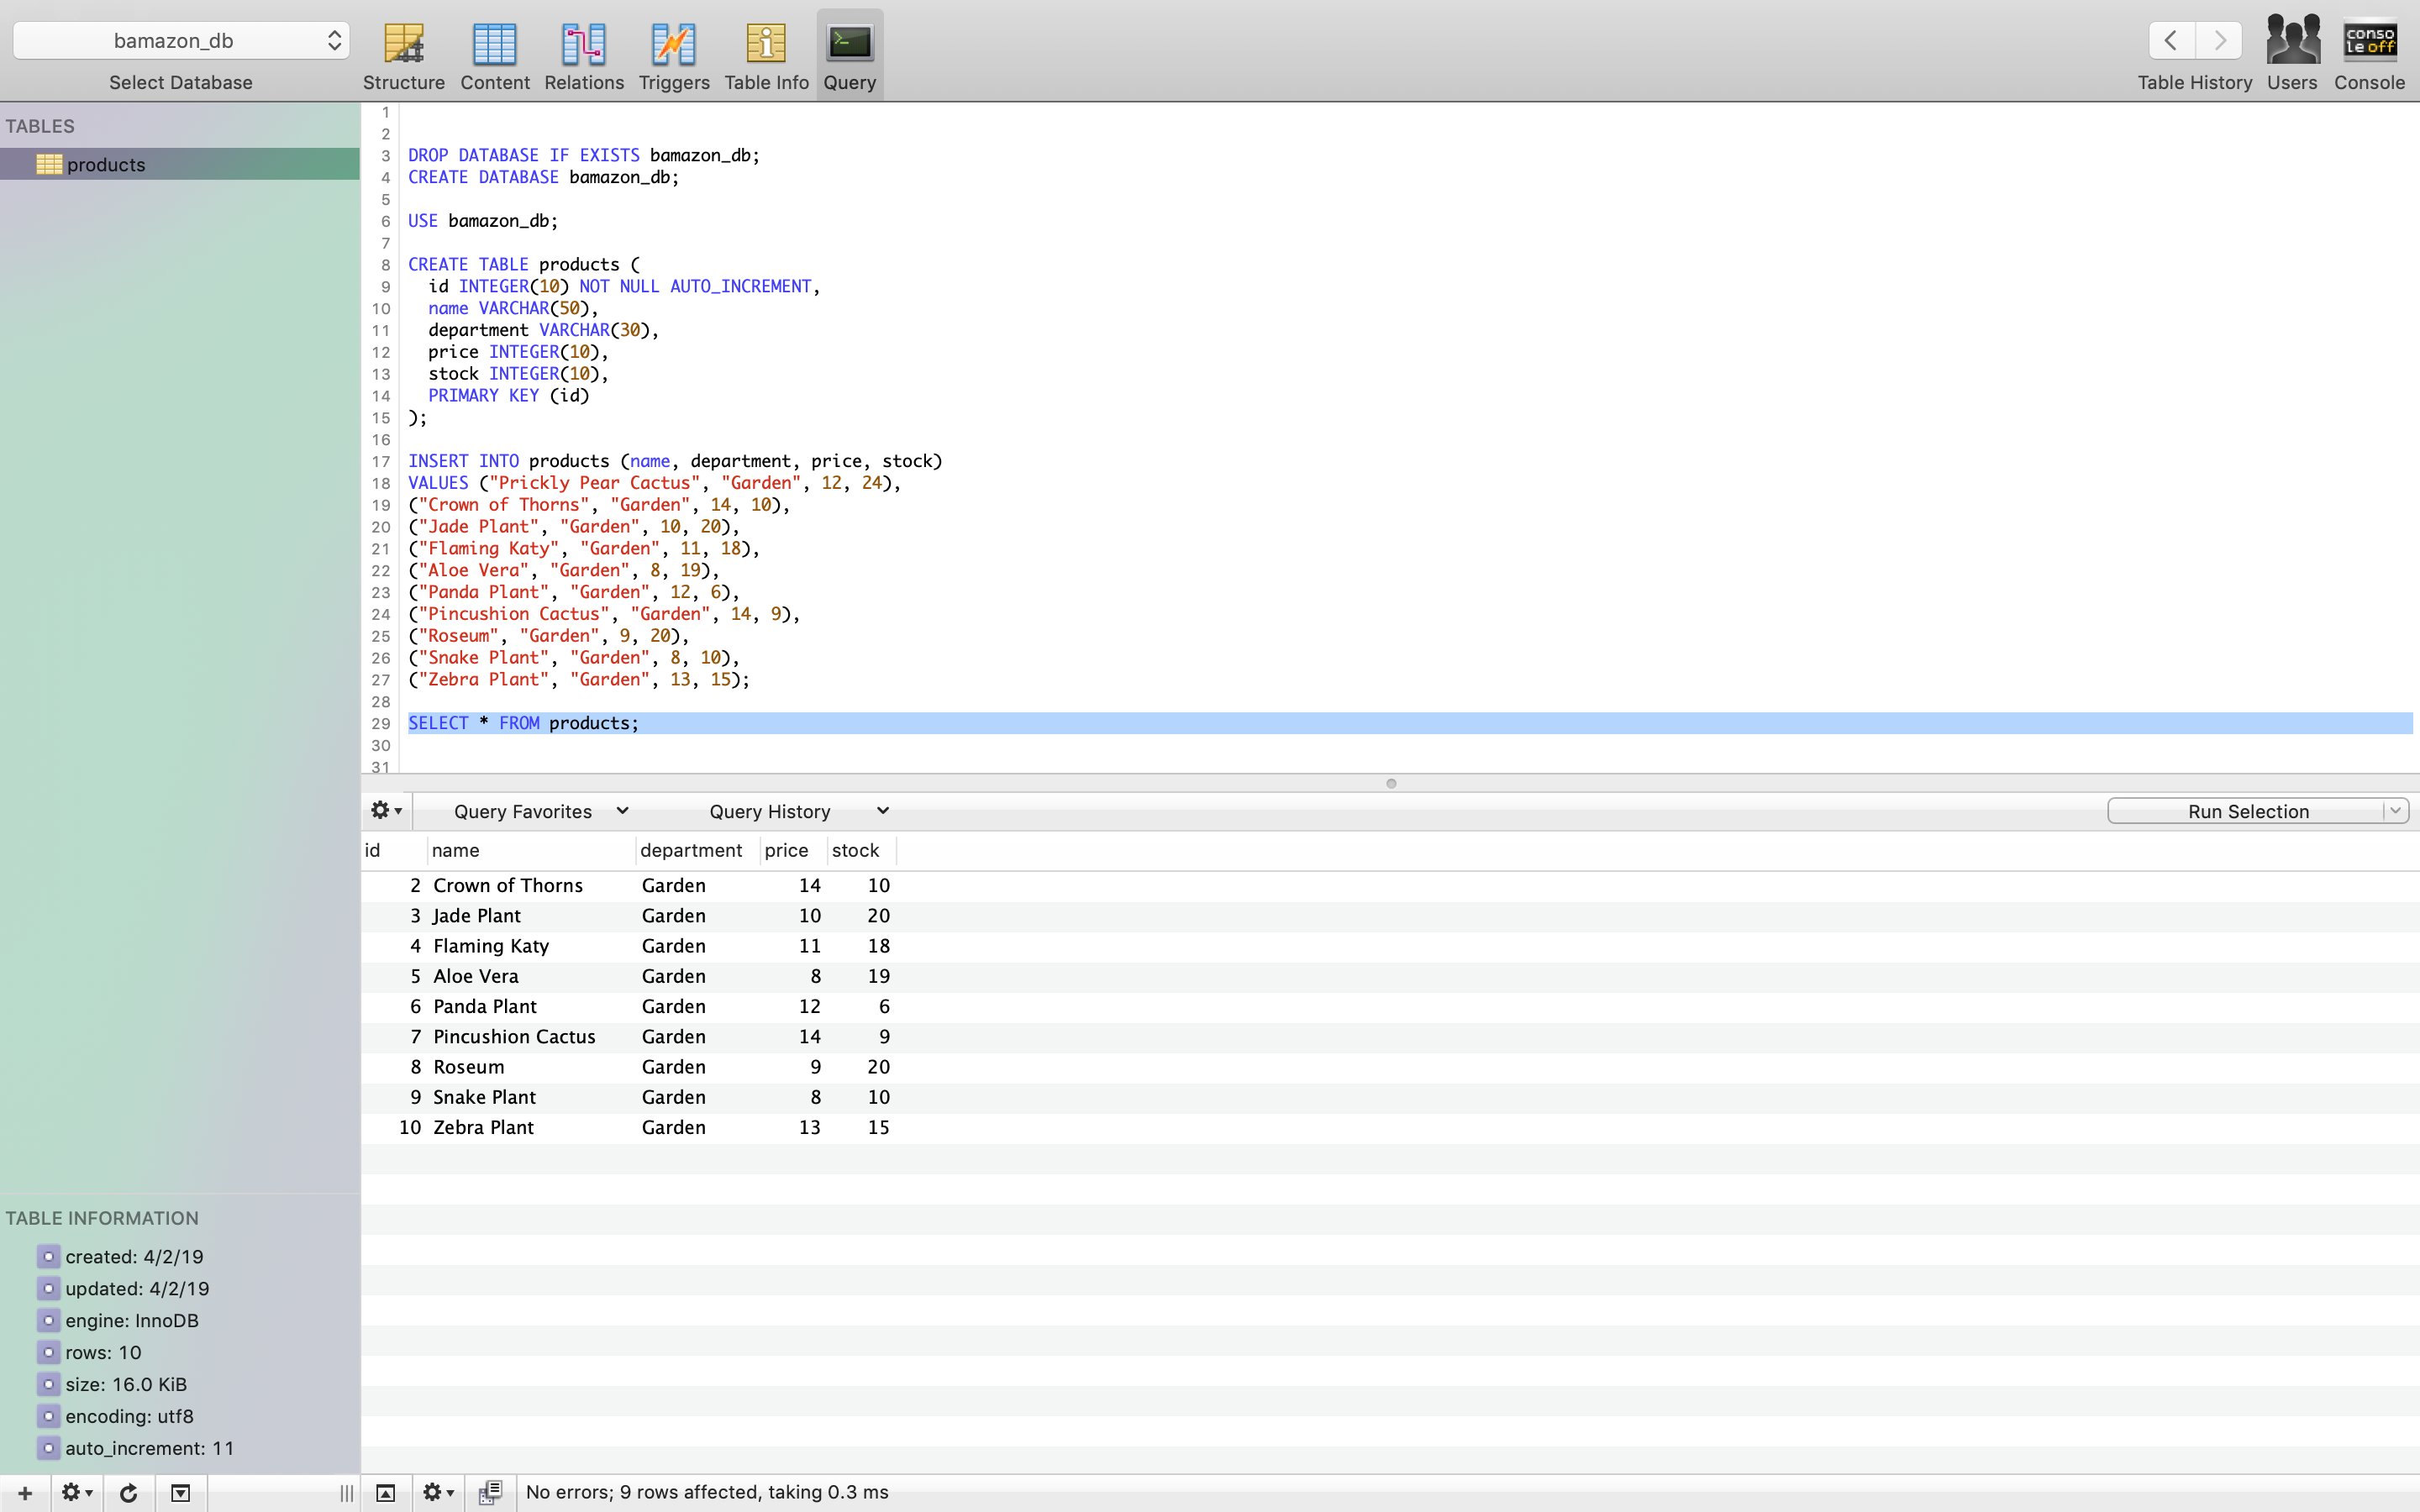 bamazon_db
Select Database
Structure
Content
Relations
Triggers
Table Info
Query
Table History
Users
conso
le off
Console
TABLES
products
1
2
3 DROP DATABASE IF EXISTS bamazon_db;
4 CREATE DATABASE bamazon_db;
5
6 USE bamazon_db;
7
8 CREATE TABLE products (
9 id INTEGER(10) NOT NULL AUTO_INCREMENT,
10 name VARCHAR(50),
11 department VARCHAR(30),
12 price INTEGER(10),
13 stock INTEGER(10),
14 PRIMARY KEY (id)
15 );
16
17 INSERT INTO products (name, department, price, stock)
18 VALUES ("Prickly Pear Cactus", "Garden", 12, 24),
19 ("Crown of Thorns", "Garden", 14, 10),
20 ("Jade Plant", "Garden", 10, 20),
21 ("Flaming Katy", "Garden", 11, 18),
22 ("Aloe Vera", "Garden", 8, 19),
23 ("Panda Plant", "Garden", 12, 6),
24 ("Pincushion Cactus", "Garden", 14, 9),
25 ("Roseum", "Garden", 9, 20),
26 ("Snake Plant", "Garden", 8, 10),
27 ("Zebra Plant", "Garden", 13, 15);
28
29 SELECT * FROM products;
30
31
Query Favorites
Query History
Run Selection
id name department price stock
2 Crown of Thorns Garden 14 10
3 Jade Plant Garden 10 20
4 Flaming Katy Garden 11 18
5 Aloe Vera Garden 8 19
6 Panda Plant Garden 12 6
7 Pincushion Cactus Garden 14 9
8 Roseum Garden 9 20
9 Snake Plant Garden 8 10
10 Zebra Plant Garden 13 15
TABLE INFORMATION
created: 4/2/19
updated: 4/2/19
engine: InnoDB
rows: 10
size: 16.0 KiB
encoding: utf8
auto_increment: 11
No errors; 9 rows affected, taking 0.3 ms